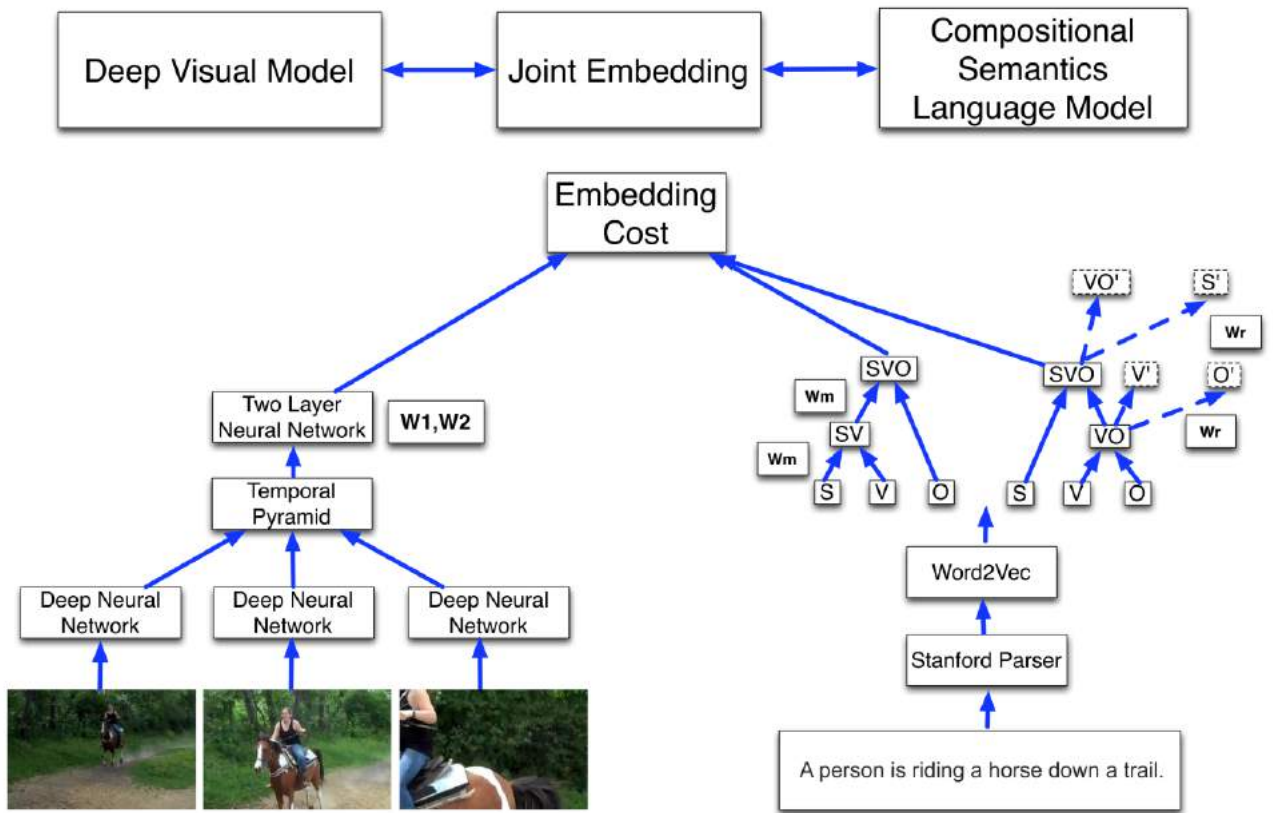 Deep Visual Model
Joint Embedding
Compositional
Semantics
Language Model
Embedding
Cost
VO'
S'
Wr
SVO
SVO
V'
O'
Wm
Two Layer
Neural Network
W1,W2
SV
VO
Wr
Wm
S
V
O
S
V
O
Temporal
Pyramid
Word2Vec
Deep Neural
Network
Deep Neural
Network
Deep Neural
Network
Stanford Parser
A person is riding a horse down a trail.